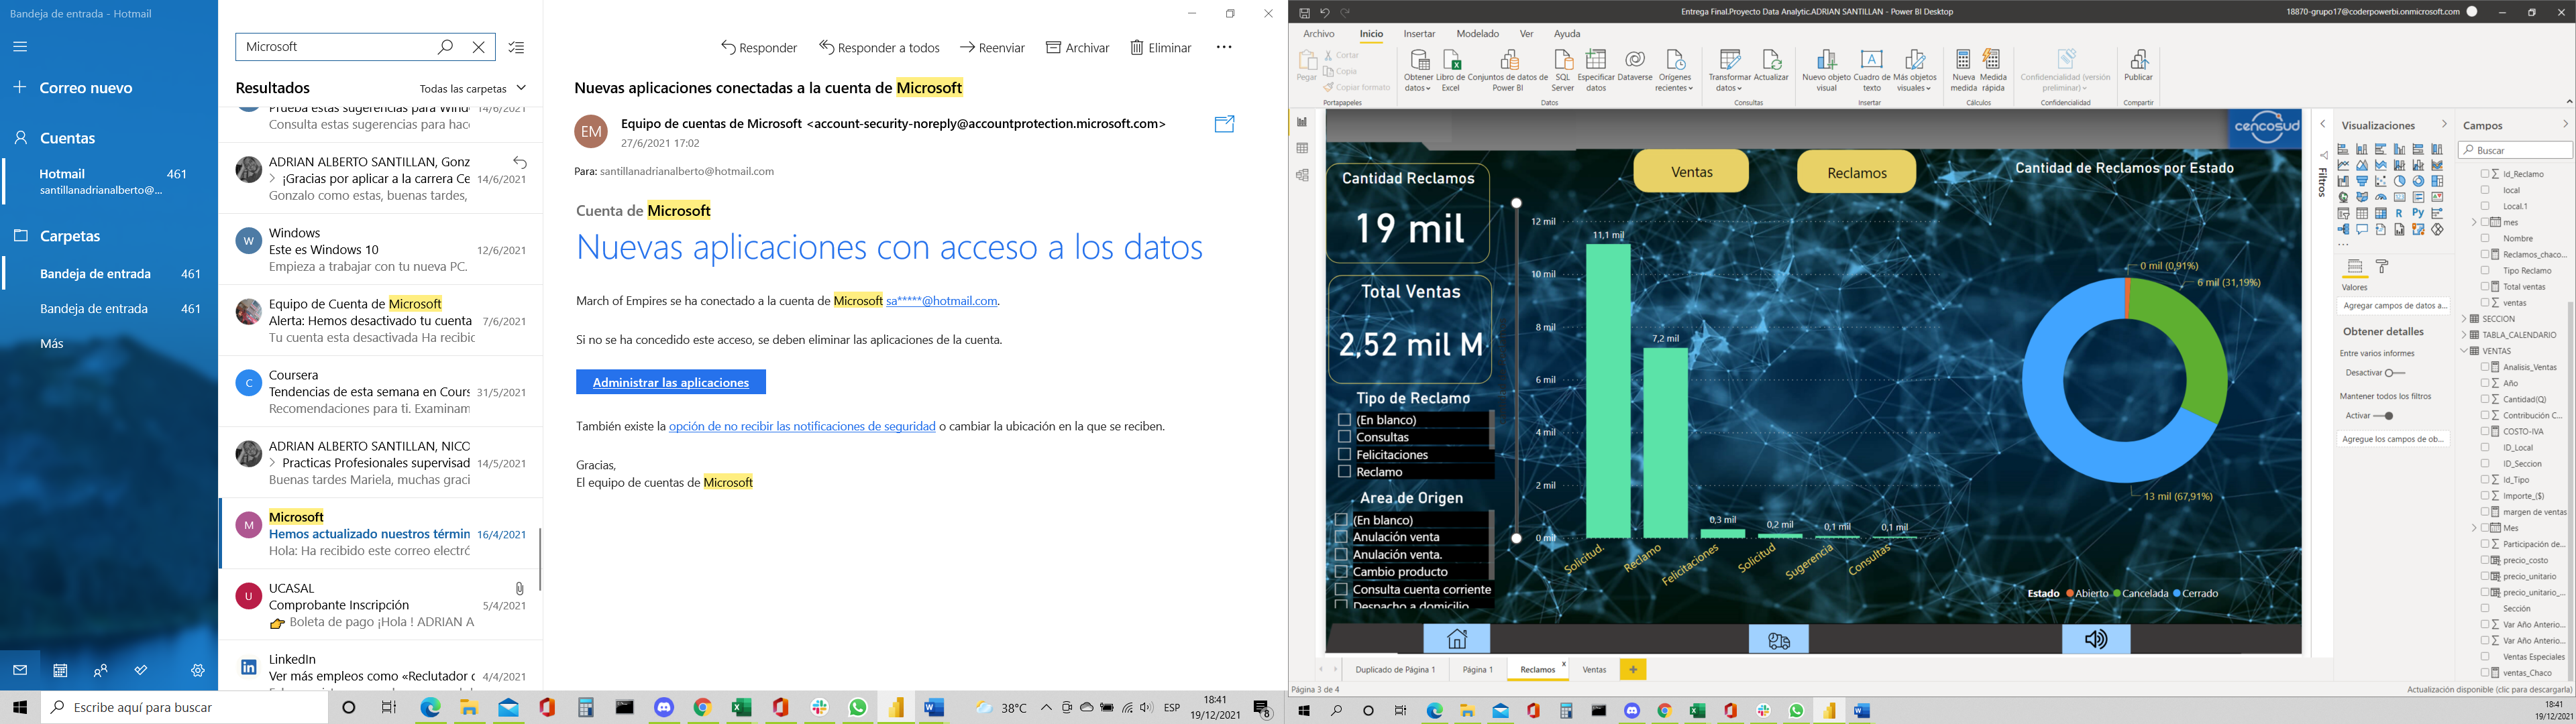 Bandeja de entrada - Hotmail
Correo nuevo
Cuentas
Hotmail 461
santillanadrianalberto@...
Carpetas
Bandeja de entrada 461
Bandeja de entrada 461
Más
Microsoft
Resultados Todas las carpetas
Prueba estas sugerencias para Wind 14/6/2021
Consulta estas sugerencias para hace
ADRIAN ALBERTO SANTILLAN, Gonz
¡Gracias por aplicar a la carrera Ce 14/6/2021
Gonzalo como estas, buenas tardes,
W Windows
Este es Windows 10 12/6/2021
Empieza a trabajar con tu nueva PC.
Equipo de Cuenta de Microsoft
Alerta: Hemos desactivado tu cuenta 7/6/2021
Tu cuenta esta desactivada Ha recibic
C Coursera
Tendencias de esta semana en Cours 31/5/2021
Recomendaciones para ti. Examinam
ADRIAN ALBERTO SANTILLAN, NICO
Practicas Profesionales supervisad 14/5/2021
Buenas tardes Mariela, muchas graci
M Microsoft
Hemos actualizado nuestros términ 16/4/2021
Hola: Ha recibido este correo electró
U UCASAL
Comprobante Inscripción 5/4/2021
Boleta de pago ¡Hola ! ADRIAN A
in LinkedIn
Ver más empleos como «Reclutador c 4/4/2021
Responder Responder a todos Reenviar Archivar Eliminar
Nuevas aplicaciones conectadas a la cuenta de Microsoft
EM Equipo de cuentas de Microsoft <account-security-noreply@accountprotection.microsoft.com>
27/6/2021 17:02
Para: santillanadrianalberto@hotmail.com
Cuenta de Microsoft
Nuevas aplicaciones con acceso a los datos
March of Empires se ha conectado a la cuenta de Microsoft sa*****@hotmail.com.
Si no se ha concedido este acceso, se deben eliminar las aplicaciones de la cuenta.
Administrar las aplicaciones
También existe la opción de no recibir las notificaciones de seguridad o cambiar la ubicación en la que se reciben.
Gracias,
El equipo de cuentas de Microsoft
Escribe aquí para buscar
38°C ESP 18:41
19/12/2021 8
Entrega Final.Proyecto Data Analytic.ADRIAN SANTILLAN - Power BI Desktop 18870-grupo17@coderpowerbi.onmicrosoft.com
Archivo Inicio Insertar Modelado Ver Ayuda
Pegar Cortar
Copia
Copiar formato
Obtener datos Libro de Excel Conjuntos de datos de Power BI SQL Server Especificar datos Dataverse Orígenes recientes
Transformar datos Actualizar
Nuevo objeto visual Cuadro de texto Más objetos visuales
Nueva medida Medida rápida
Confidencialidad (versión preliminar)
Publicar
Portapapeles Datos Consultas Insertar Cálculos Confidencialidad Compartir
cencosud
Cantidad Reclamos
19 mil
Total Ventas
2,52 mil M
Tipo de Reclamo
(En blanco)
Consultas
Felicitaciones
Reclamo
Area de Origen
(En blanco)
Anulación venta
Anulación venta.
Cambio producto
Consulta cuenta corriente
Despacho a domicilio
Ventas Reclamos
12 mil
10 mil
8 mil
6 mil
4 mil
2 mil
0 mil
11,1 mil
7,2 mil
0,3 mil
0,2 mil
0,1 mil
0,1 mil
Solicitud.
Reclamo
Felicitaciones
Solicitud
Sugerencia
Consultas
Cantidad de Reclamos por Estado
0 mil (0,91%)
6 mil (31,19%)
13 mil (67,91%)
Estado Abierto Cancelada Cerrado
Duplicado de Página 1 Página 1 Reclamos x Ventas +
Página 3 de 4
Filtros
Visualizaciones
R Py
Valores
Agregar campos de datos a...
Obtener detalles
Entre varios informes
Desactivar
Mantener todos los filtros
Activar
Agregue los campos de ob...
Campos
Buscar
Id_Reclamo
local
Local.1
mes
Nombre
Reclamos_chaco...
Tipo Reclamo
Total ventas
ventas
SECCION
TABLA_CALENDARIO
VENTAS
Analisis_Ventas
Año
Cantidad(Q)
Contribución C...
COSTO-IVA
ID_Local
ID_Seccion
Id_Tipo
Importe_($)
margen de ventas
Mes
Participación de...
precio_costo
precio_unitario
precio_unitario_...
Sección
Var Año Anterio...
Var Año Anterio...
Ventas Especiales
ventas_Chaco
Actualización disponible (clic para descargarla)
18:41
19/12/2021